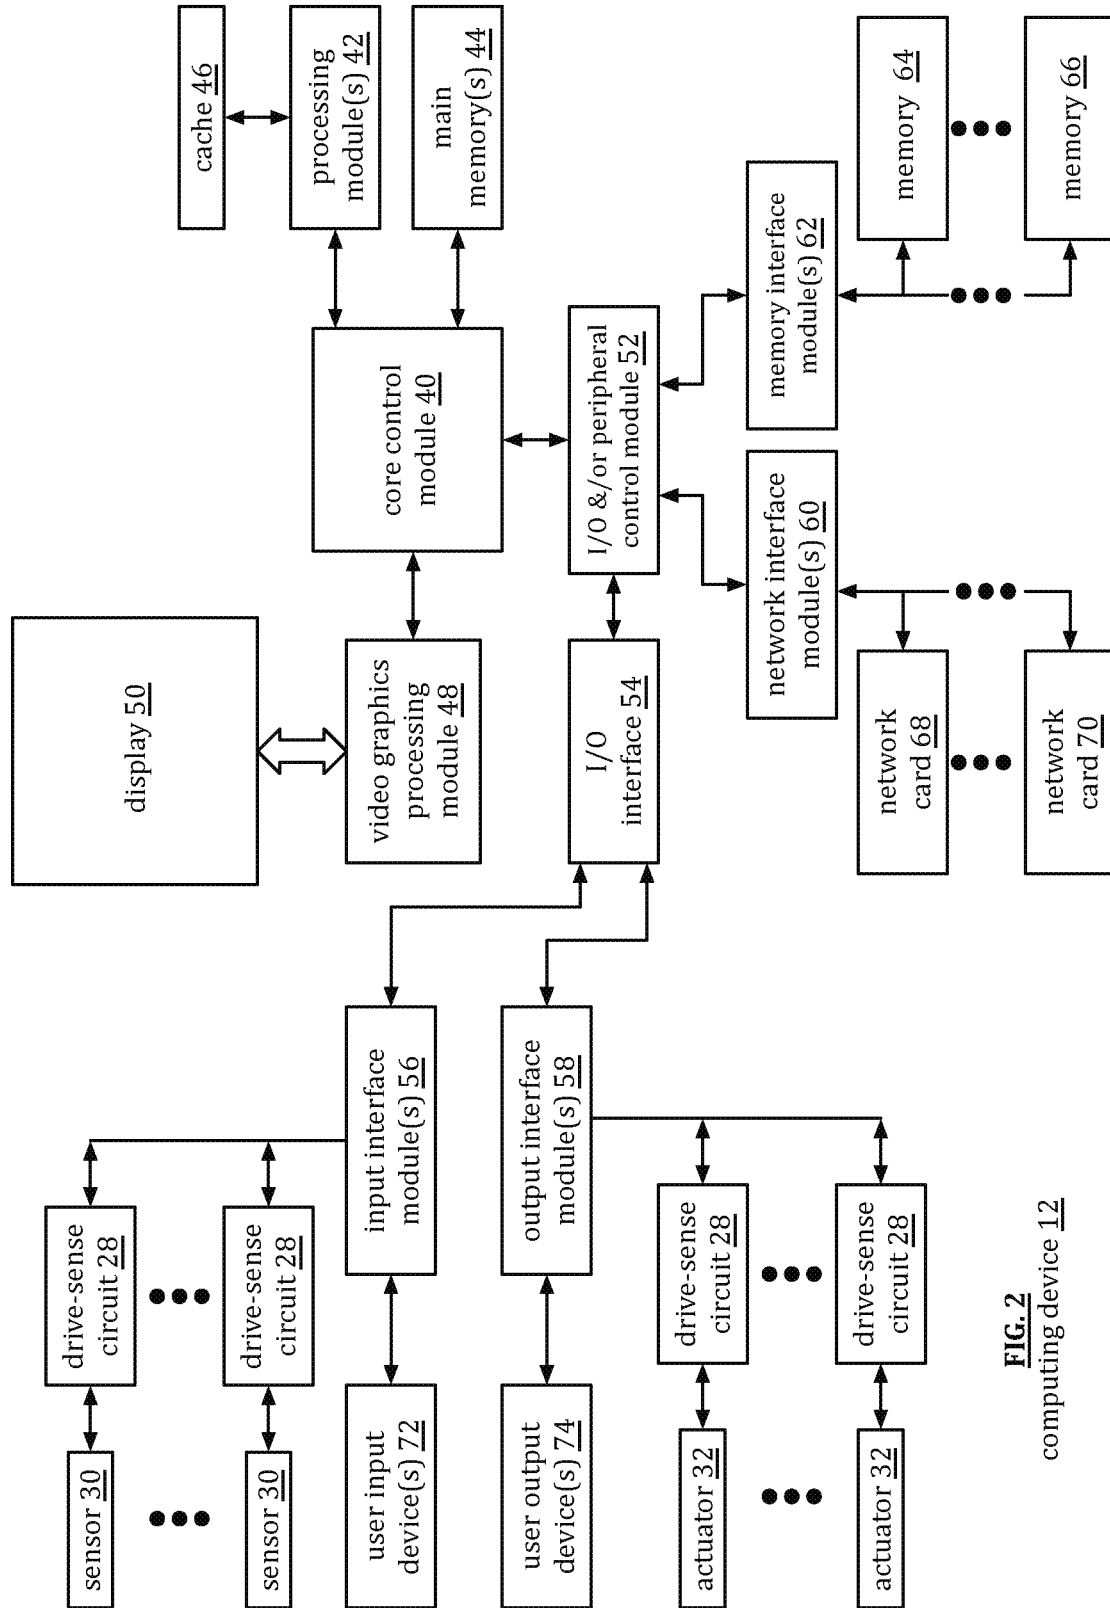 display 50
cache 46
video graphics
processing
module 48
core control
module 40
processing
module(s) 42
main
memory(s) 44
sensor 30
drive-sense
circuit 28
sensor 30
drive-sense
circuit 28
user input
device(s) 72
input interface
module(s) 56
user output
device(s) 74
output interface
module(s) 58
I/O
interface 54
I/O &/or peripheral
control module 52
actuator 32
drive-sense
circuit 28
actuator 32
drive-sense
circuit 28
network interface
module(s) 60
memory interface
module(s) 62
network
card 68
memory 64
network
card 70
memory 66
FIG. 2
computing device 12